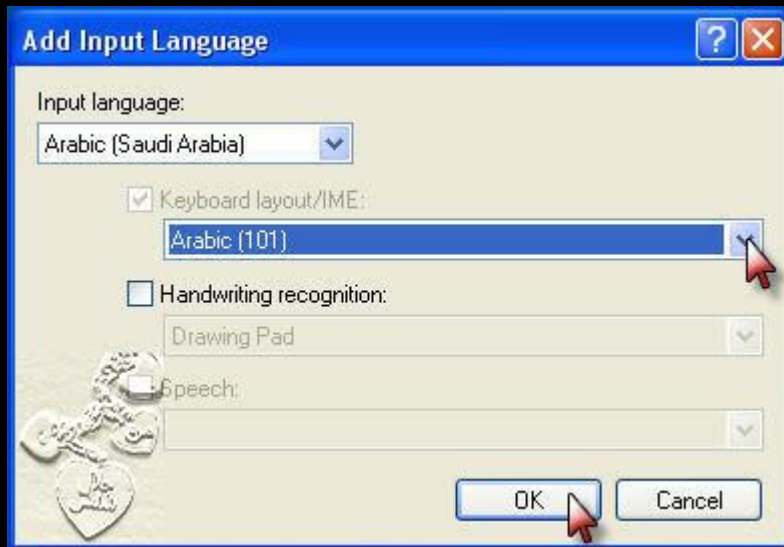 Add Input Language
Input language:
Arabic (Saudi Arabia)
Keyboard layout/IME:
Arabic (101)
Handwriting recognition:
Drawing Pad
Speech:
OK Cancel